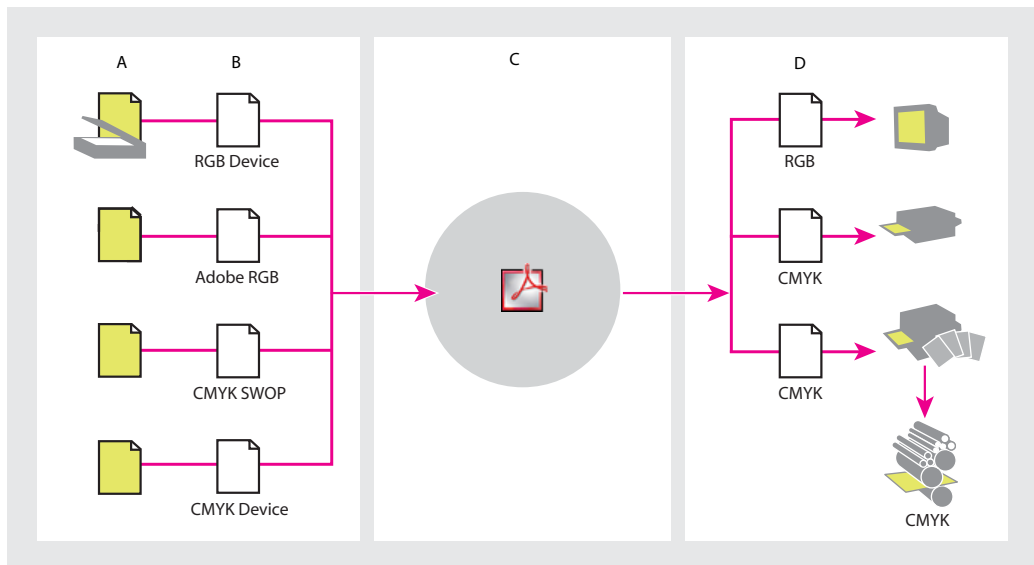 A
B
C
D
RGB Device
RGB
Adobe RGB
CMYK
CMYK SWOP
CMYK
CMYK Device
CMYK